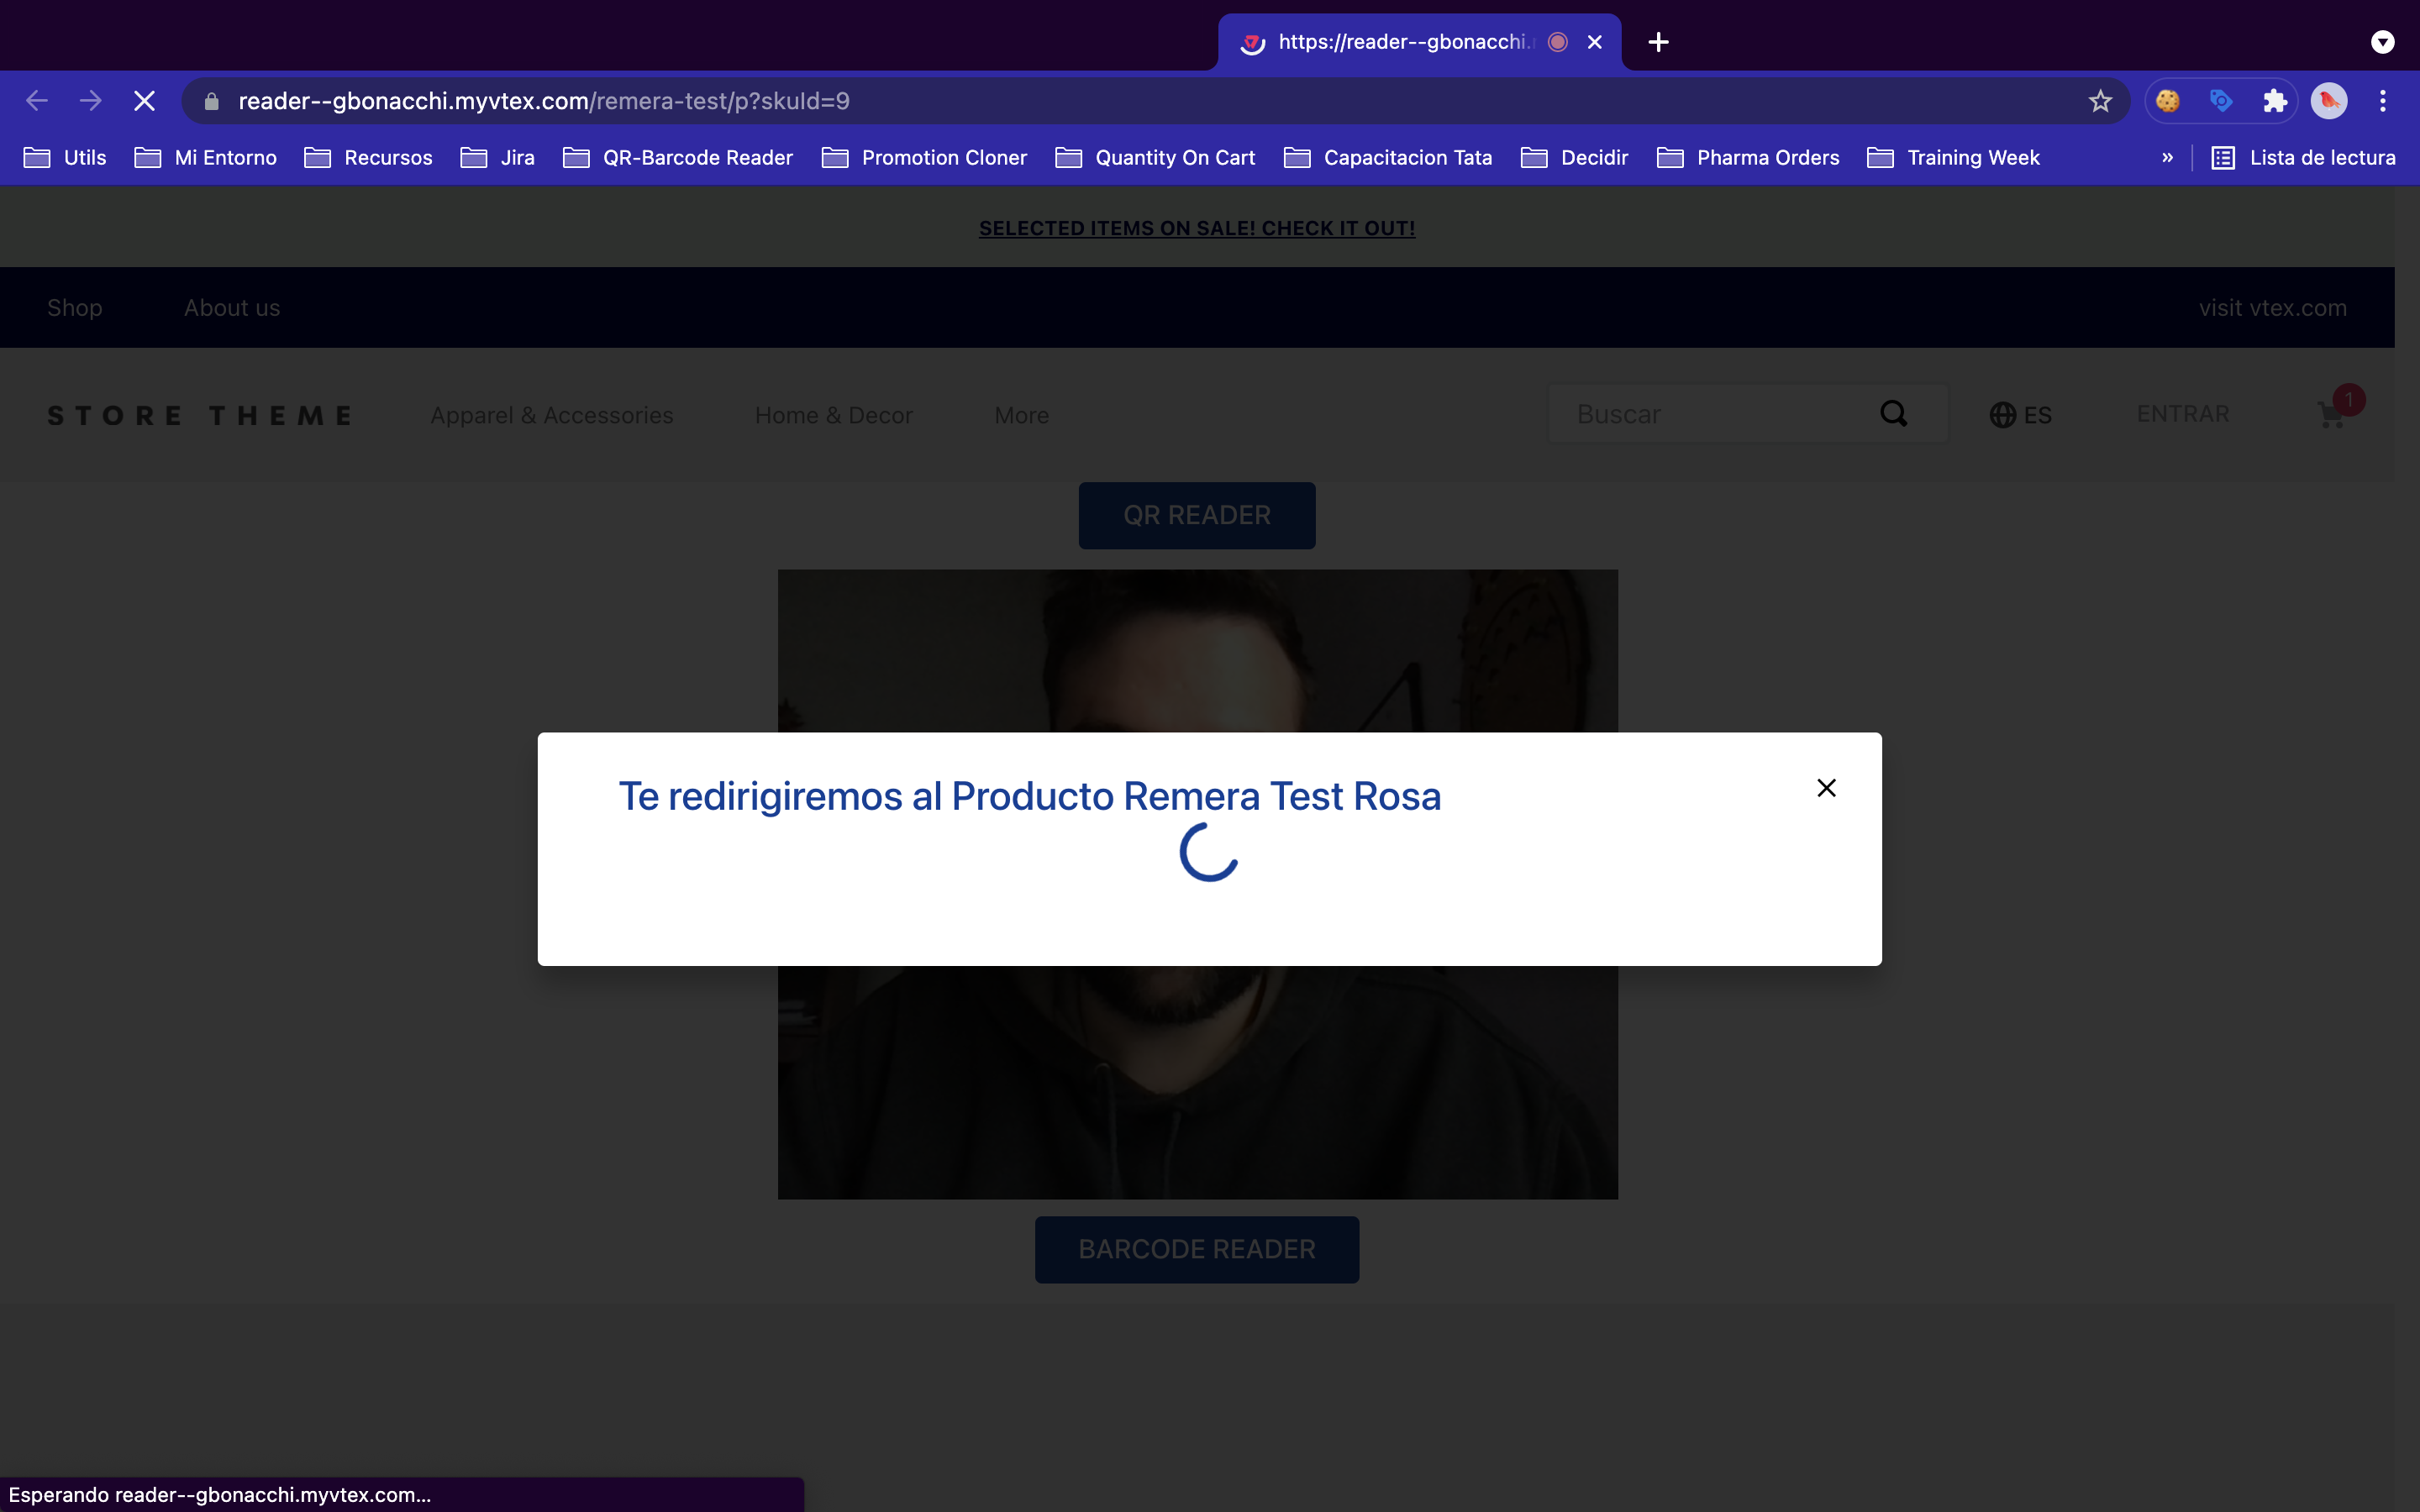 https://reader--gbonacchi.
reader--gbonacchi.myvtex.com/remera-test/p?skuId=9
Utils Mi Entorno Recursos Jira QR-Barcode Reader Promotion Cloner Quantity On Cart Capacitacion Tata Decidir Pharma Orders Training Week » Lista de lectura
SELECTED ITEMS ON SALE! CHECK IT OUT!
Shop About us visit vtex.com
STORE THEME Apparel & Accessories Home & Decor More Buscar ES ENTRAR 1
QR READER
Te redirigiremos al Producto Remera Test Rosa
BARCODE READER
Esperando reader--gbonacchi.myvtex.com...